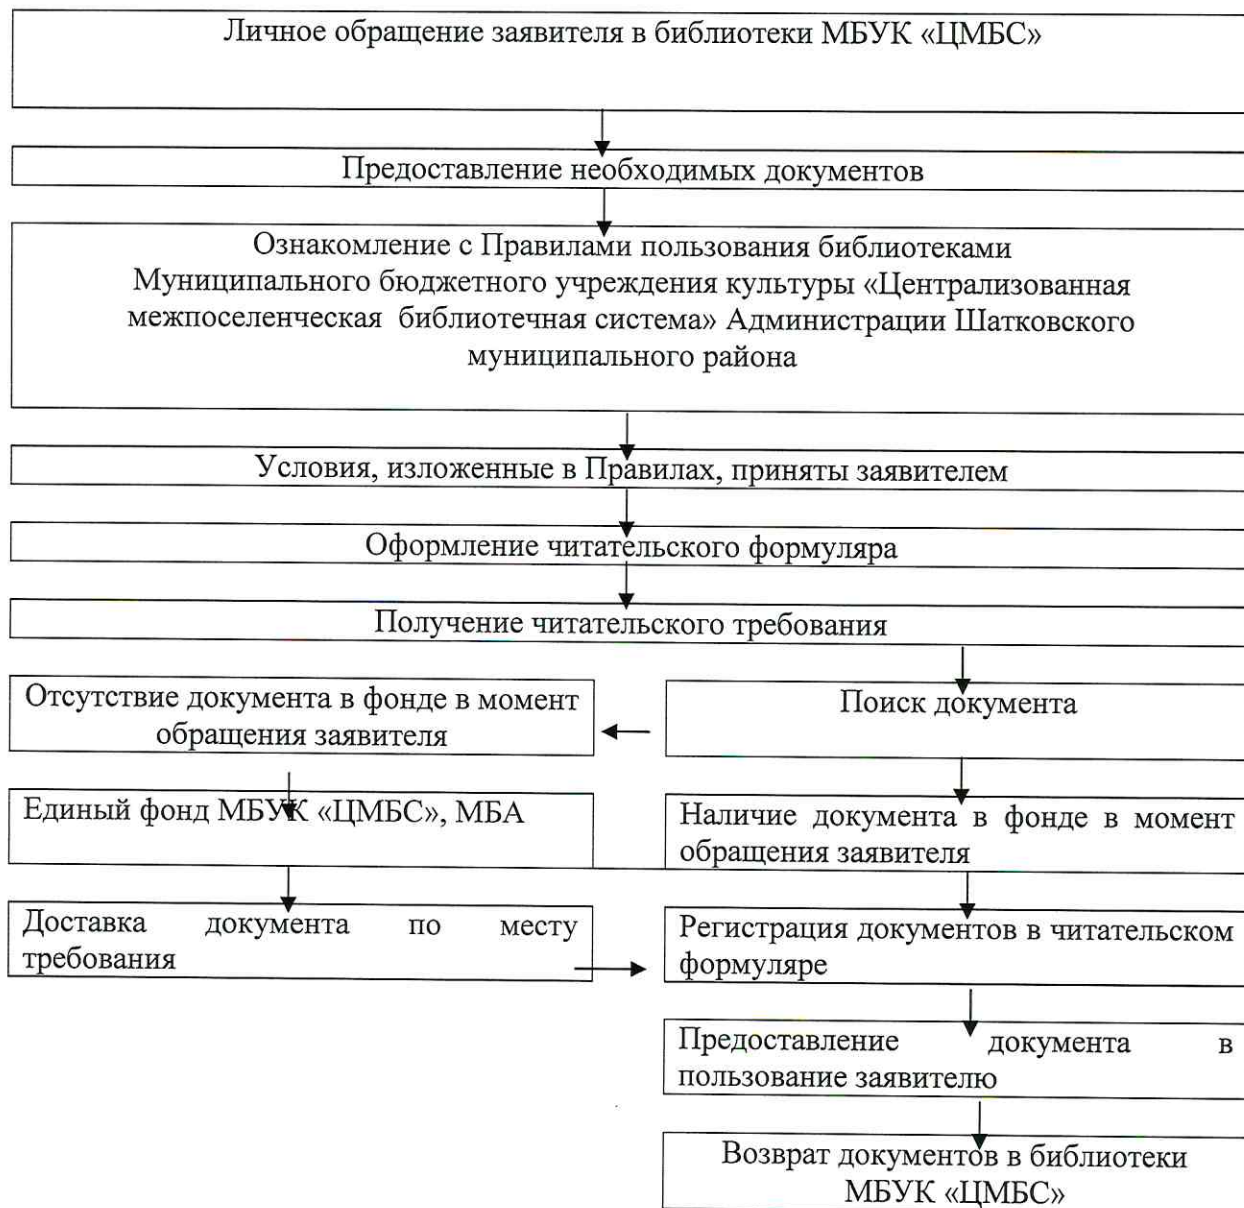 Личное обращение заявителя в библиотеки МБУК «ЦМБС»
Предоставление необходимых документов
Ознакомление с Правилами пользования библиотеками
Муниципального бюджетного учреждения культуры «Централизованная
межпоселенческая библиотечная система» Администрации Шатковского
муниципального района
Условия, изложенные в Правилах, приняты заявителем
Оформление читательского формуляра
Получение читательского требования
Отсутствие документа в фонде в момент
обращения заявителя
Поиск документа
Единый фонд МБУК «ЦМБС», МБА
Наличие документа в фонде в момент
обращения заявителя
Доставка документа по месту
требования
Регистрация документов в читательском
формуляре
Предоставление документа в
пользование заявителю
Возврат документов в библиотеки
МБУК «ЦМБС»